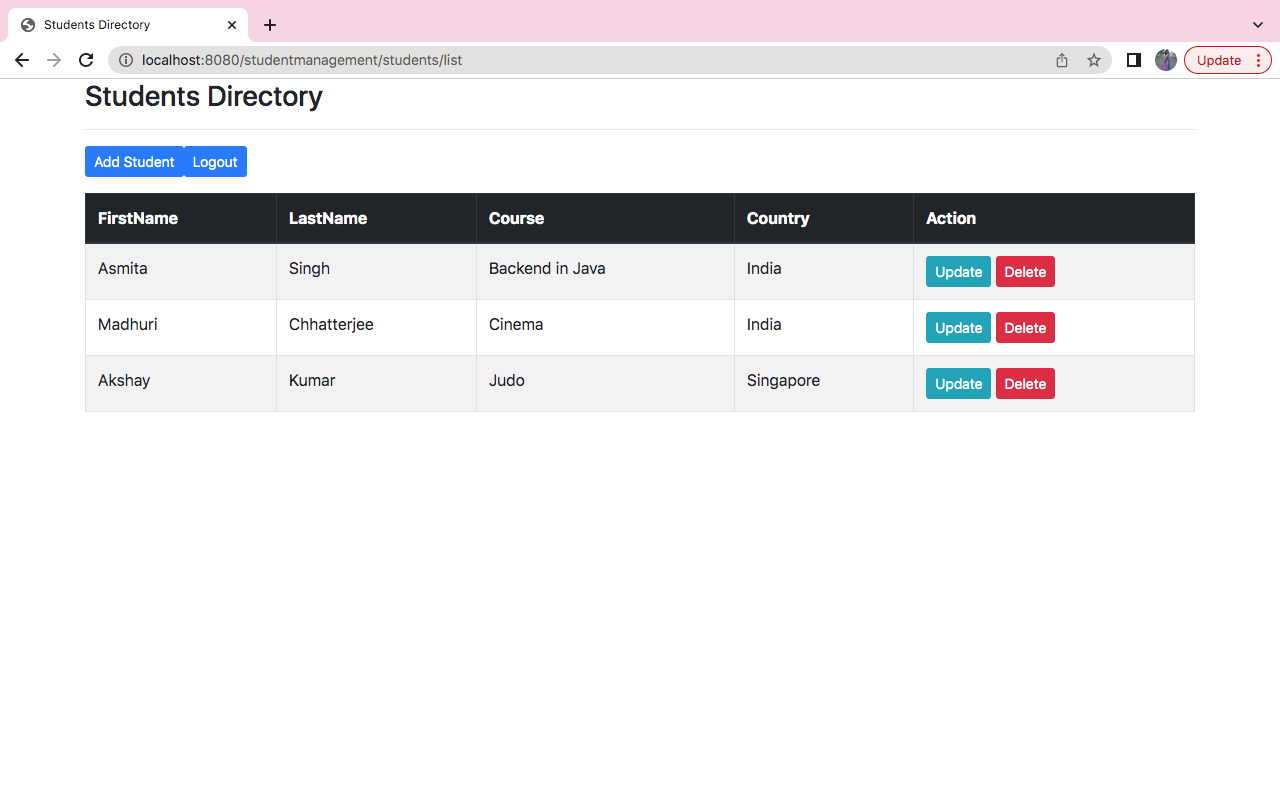 Students Directory
localhost:8080/studentmanagement/students/list Update
Students Directory
Add Student Logout
FirstName LastName Course Country Action
Asmita Singh Backend in Java India Update Delete
Madhuri Chhatterjee Cinema India Update Delete
Akshay Kumar Judo Singapore Update Delete